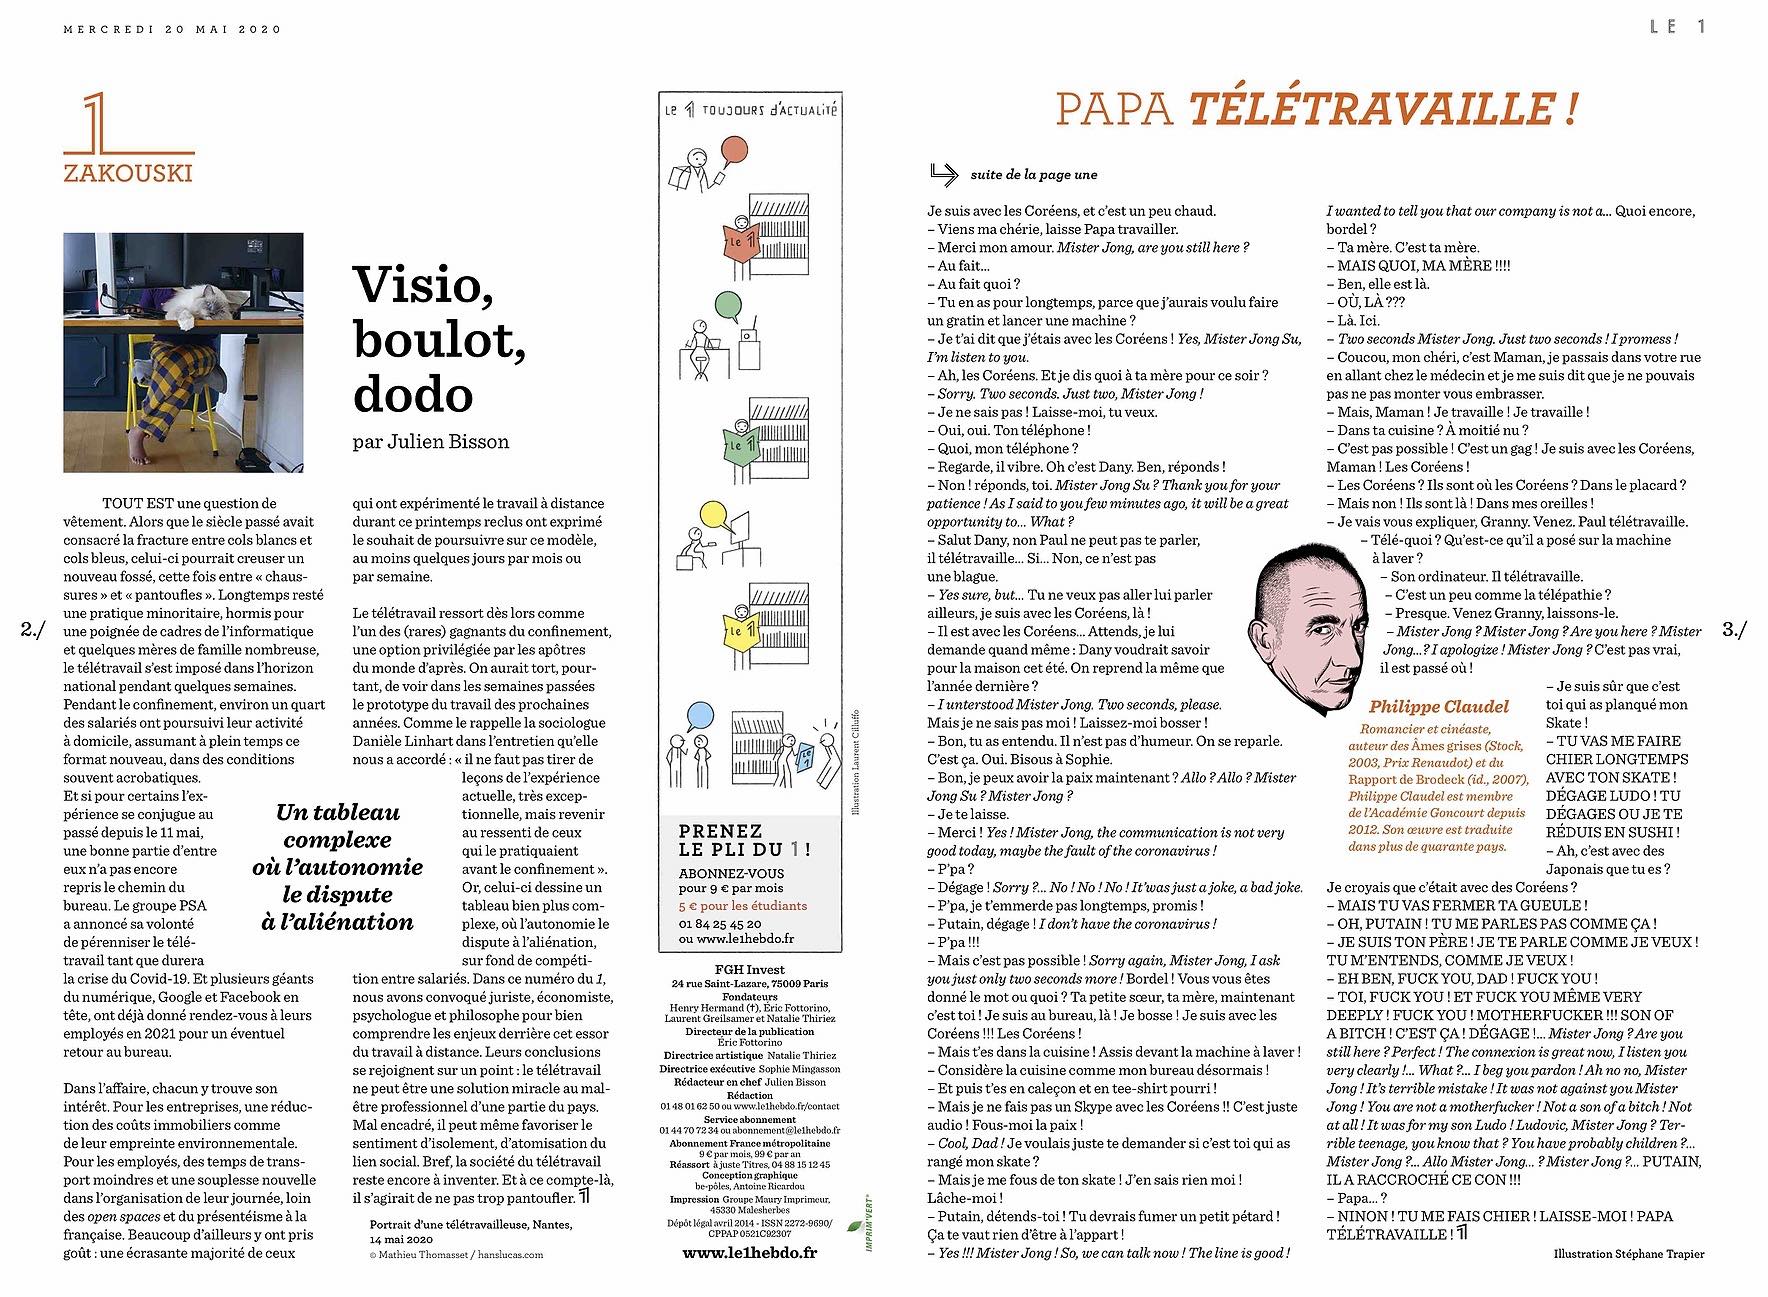 MERCREDI 20 MAI 2020
LE 1
1
ZAKOUSKI
Visio,
boulot,
dodo
par Julien Bisson
TOUT EST une question de
vêtement. Alors que le siècle passé avait
consacré la fracture entre cols blancs et
cols bleus, celui-ci pourrait creuser un
nouveau fossé, cette fois entre « chaus-
sures » et « pantoufles ». Longtemps resté
une pratique minoritaire, hormis pour
une poignée de cadres de l'informatique
et quelques mères de famille nombreuse,
le télétravail s'est imposé dans l'horizon
national pendant quelques semaines.
Pendant le confinement, environ un quart
des salariés ont poursuivi leur activité
à domicile, assumant à plein temps ce
format nouveau, dans des conditions
souvent acrobatiques.
Et si pour certains l'ex-
périence se conjugue au
passé depuis le 11 mai,
une bonne partie d'entre
eux n'a pas encore
repris le chemin du
bureau. Le groupe PSA
a annoncé sa volonté
de pérenniser le télé-
travail tant que durera
la crise du Covid-19. Et plusieurs géants
du numérique, Google et Facebook en
tête, ont déjà donné rendez-vous à leurs
employés en 2021 pour un éventuel
retour au bureau.
Dans l'affaire, chacun y trouve son
intérêt. Pour les entreprises, une réduc-
tion des coûts immobiliers comme
de leur empreinte environnementale.
Pour les employés, des temps de trans-
port moindres et une souplesse nouvelle
dans l'organisation de leur journée, loin
des open spaces et du présentéisme à la
française. Beaucoup d'ailleurs y ont pris
goût : une écrasante majorité de ceux
Un tableau
complexe
où l'autonomie
le dispute
à l'aliénation
qui ont expérimenté le travail à distance
durant ce printemps reclus ont exprimé
le souhait de poursuivre sur ce modèle,
au moins quelques jours par mois ou
par semaine.
Le télétravail ressort dès lors comme
l'un des (rares) gagnants du confinement,
une option privilégiée par les apôtres
du monde d'après. On aurait tort, pour-
tant, de voir dans les semaines passées
le prototype du travail des prochaines
années. Comme le rappelle la sociologue
Danièle Linhart dans l'entretien qu'elle
nous a accordé : « il ne faut pas tirer de
leçons de l'expérience
actuelle, très excep-
tionnelle, mais revenir
au ressenti de ceux
qui le pratiquaient
avant le confinement ».
Or, celui-ci dessine un
tableau bien plus com-
plexe, où l'autonomie le
dispute à l'aliénation,
sur fond de compéti-
tion entre salariés. Dans ce numéro du 1,
nous avons convoqué juriste, économiste,
psychologue et philosophe pour bien
comprendre les enjeux derrière cet essor
du travail à distance. Leurs conclusions
se rejoignent sur un point : le télétravail
ne peut être une solution miracle au mal-
être professionnel d'une partie du pays.
Mal encadré, il peut même favoriser le
sentiment d'isolement, d'atomisation du
lien social. Bref, la société du télétravail
reste encore à inventer. Et à ce compte-là,
il s'agirait de ne pas trop pantoufler. 1
Portrait d'une télétravailleuse, Nantes,
14 mai 2020
© Mathieu Thomasset / hanslucas.com
2./
LE 1 TOUJOURS d'ACTUALITÉ
Le 1
Le 1
Le 1
Le 1
Illustration Laurent Cilluffo
PRENEZ
LE PLI DU 1 !
ABONNEZ-VOUS
pour 9 € par mois
5 € pour les étudiants
01 84 25 45 20
ou www.le1hebdo.fr
FGH Invest
24 rue Saint-Lazare, 75009 Paris
Fondateurs
Henry Hermand (†), Éric Fottorino,
Laurent Greilsamer et Natalie Thiriez
Directeur de la publication
Éric Fottorino
Directrice artistique Natalie Thiriez
Directrice exécutive Sophie Mingasson
Rédacteur en chef Julien Bisson
Rédaction
01 48 01 62 50 ou www.le1hebdo.fr/contact
Service abonnement
01 44 70 72 34 ou abonnement@le1hebdo.fr
Abonnement France métropolitaine
9 € par mois, 99 € par an
Réassort à juste Titres, 04 88 15 12 45
Conception graphique
be-pôles, Antoine Ricardou
Impression Groupe Maury Imprimeur,
45330 Malesherbes
Dépôt légal avril 2014 - ISSN 2272-9690/
CPPAP 0521C92307
www.le1hebdo.fr
IMPRIM'VERT®
PAPA TÉLÉTRAVAILLE !
suite de la page une
Je suis avec les Coréens, et c'est un peu chaud.
– Viens ma chérie, laisse Papa travailler.
– Merci mon amour. Mister Jong, are you still here ?
– Au fait...
– Au fait quoi ?
– Tu en as pour longtemps, parce que j'aurais voulu faire
un gratin et lancer une machine ?
– Je t'ai dit que j'étais avec les Coréens ! Yes, Mister Jong Su,
I'm listen to you.
– Ah, les Coréens. Et je dis quoi à ta mère pour ce soir ?
– Sorry. Two seconds. Just two, Mister Jong !
– Je ne sais pas ! Laisse-moi, tu veux.
– Oui, oui. Ton téléphone !
– Quoi, mon téléphone ?
– Regarde, il vibre. Oh c'est Dany. Ben, réponds !
– Non ! réponds, toi. Mister Jong Su ? Thank you for your
patience ! As I said to you few minutes ago, it will be a great
opportunity to... What ?
– Salut Dany, non Paul ne peut pas te parler,
il télétravaille... Si... Non, ce n'est pas
une blague.
– Yes sure, but... Tu ne veux pas aller lui parler
ailleurs, je suis avec les Coréens, là !
– Il est avec les Coréens... Attends, je lui
demande quand même : Dany voudrait savoir
pour la maison cet été. On reprend la même que
l'année dernière ?
– I unterstood Mister Jong. Two seconds, please.
Mais je ne sais pas moi ! Laissez-moi bosser !
– Bon, tu as entendu. Il n'est pas d'humeur. On se reparle.
C'est ça. Oui. Bisous à Sophie.
– Bon, je peux avoir la paix maintenant ? Allo ? Allo ? Mister
Jong Su ? Mister Jong ?
– Je te laisse.
– Merci ! Yes ! Mister Jong, the communication is not very
good today, maybe the fault of the coronavirus !
– P'pa ?
– Dégage ! Sorry ?... No ! No ! No ! It'was just a joke, a bad joke.
– P'pa, je t'emmerde pas longtemps, promis !
– Putain, dégage ! I don't have the coronavirus !
– P'pa !!!
– Mais c'est pas possible ! Sorry again, Mister Jong, I ask
you just only two seconds more ! Bordel ! Vous vous êtes
donné le mot ou quoi ? Ta petite sœur, ta mère, maintenant
c'est toi ! Je suis au bureau, là ! Je bosse ! Je suis avec les
Coréens !!! Les Coréens !
– Mais t'es dans la cuisine ! Assis devant la machine à laver !
– Considère la cuisine comme mon bureau désormais !
– Et puis t'es en caleçon et en tee-shirt pourri !
– Mais je ne fais pas un Skype avec les Coréens !! C'est juste
audio ! Fous-moi la paix !
– Cool, Dad ! Je voulais juste te demander si c'est toi qui as
rangé mon skate ?
– Mais je me fous de ton skate ! J'en sais rien moi !
Lâche-moi !
– Putain, détends-toi ! Tu devrais fumer un petit pétard !
Ça te vaut rien d'être à l'appart !
– Yes !!! Mister Jong ! So, we can talk now ! The line is good !
I wanted to tell you that our company is not a... Quoi encore,
bordel ?
– Ta mère. C'est ta mère.
– MAIS QUOI, MA MÈRE !!!!
– Ben, elle est là.
– OÙ, LÀ ???
– Là. Ici.
– Two seconds Mister Jong. Just two seconds ! I promess !
– Coucou, mon chéri, c'est Maman, je passais dans votre rue
en allant chez le médecin et je me suis dit que je ne pouvais
pas ne pas monter vous embrasser.
– Mais, Maman ! Je travaille ! Je travaille !
– Dans ta cuisine ? À moitié nu ?
– C'est pas possible ! C'est un gag ! Je suis avec les Coréens,
Maman ! Les Coréens !
– Les Coréens ? Ils sont où les Coréens ? Dans le placard ?
– Mais non ! Ils sont là ! Dans mes oreilles !
– Je vais vous expliquer, Granny. Venez. Paul télétravaille.
– Télé-quoi ? Qu'est-ce qu'il a posé sur la machine
à laver ?
– Son ordinateur. Il télétravaille.
– C'est un peu comme la télépathie ?
– Presque. Venez Granny, laissons-le.
– Mister Jong ? Mister Jong ? Are you here ? Mister
Jong...? I apologize ! Mister Jong ? C'est pas vrai,
il est passé où !
– Je suis sûr que c'est
toi qui as planqué mon
Skate !
– TU VAS ME FAIRE
CHIER LONGTEMPS
AVEC TON SKATE !
DÉGAGE LUDO ! TU
DÉGAGES OU JE TE
RÉDUIS EN SUSHI !
– Ah, c'est avec des
Japonais que tu es ?
Je croyais que c'était avec des Coréens ?
– MAIS TU VAS FERMER TA GUEULE !
– OH, PUTAIN ! TU ME PARLES PAS COMME ÇA !
– JE SUIS TON PÈRE ! JE TE PARLE COMME JE VEUX !
TU M'ENTENDS, COMME JE VEUX !
– EH BEN, FUCK YOU, DAD ! FUCK YOU !
– TOI, FUCK YOU ! ET FUCK YOU MÊME VERY
DEEPLY ! FUCK YOU ! MOTHERFUCKER !!! SON OF
A BITCH ! C'EST ÇA ! DÉGAGE !... Mister Jong ? Are you
still here ? Perfect ! The connexion is great now, I listen you
very clearly !... What ?... I beg you pardon ! Ah no no, Mister
Jong ! It's terrible mistake ! It was not against you Mister
Jong ! You are not a motherfucker ! Not a son of a bitch ! Not
at all ! It was for my son Ludo ! Ludovic, Mister Jong ? Ter-
rible teenage, you know that ? You have probably children ?...
Mister Jong ?... Allo Mister Jong... ? Mister Jong ?... PUTAIN,
IL A RACCROCHÉ CE CON !!!
– Papa... ?
– NINON ! TU ME FAIS CHIER ! LAISSE-MOI ! PAPA
TÉLÉTRAVAILLE ! 1
Philippe Claudel
Romancier et cinéaste,
auteur des Âmes grises (Stock,
2003, Prix Renaudot) et du
Rapport de Brodeck (id., 2007),
Philippe Claudel est membre
de l'Académie Goncourt depuis
2012. Son œuvre est traduite
dans plus de quarante pays.
Illustration Stéphane Trapier
3./